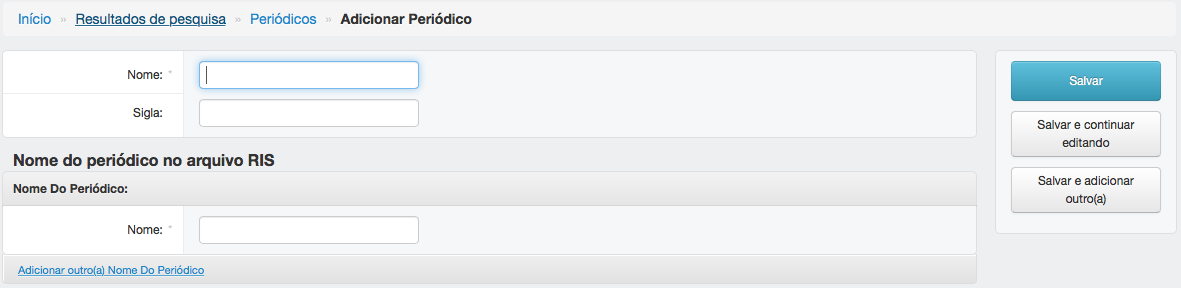 Início » Resultados de pesquisa » Periódicos » Adicionar Periódico
Nome: *
Sigla:
Nome do periódico no arquivo RIS
Nome Do Periódico:
Nome: *
Adicionar outro(a) Nome Do Periódico
Salvar
Salvar e continuar
editando
Salvar e adicionar
outro(a)